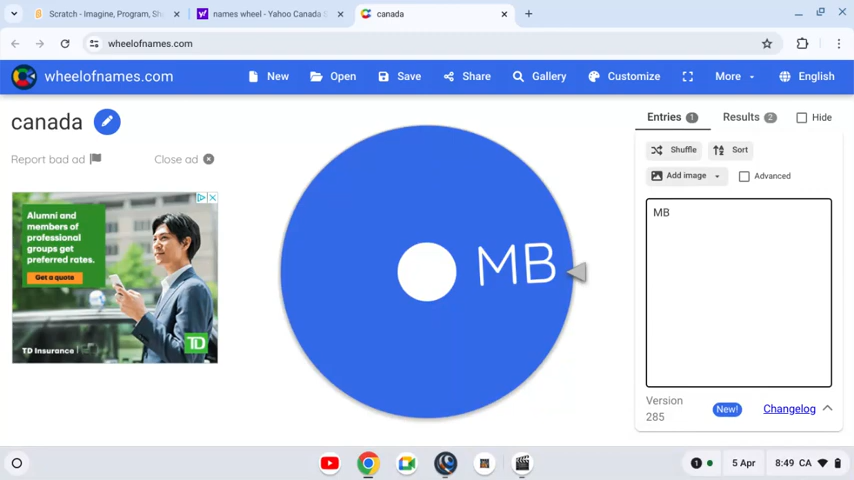 Scratch - Imagine, Program, Sh
names wheel - Yahoo Canada S
canada
wheelofnames.com
wheelofnames.com
New
Open
Save
Share
Gallery
Customize
More
English
canada
Report bad ad
Close ad
Alumni and
members of
professional
groups get
preferred rates.
Get a quote
TD Insurance
TD
MB
Entries 1
Results 2
Hide
Shuffle
Sort
Add image
Advanced
MB
Version
285
New!
Changelog
1
5 Apr
8:49 CA